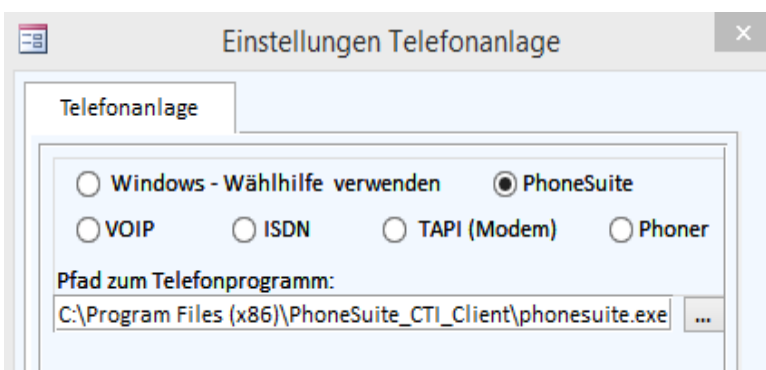 Einstellungen Telefonanlage
Telefonanlage
Windows - Wählhilfe verwenden PhoneSuite
VOIP ISDN TAPI (Modem) Phoner
Pfad zum Telefonprogramm:
C:\Program Files (x86)\PhoneSuite_CTI_Client\phonesuite.exe ...